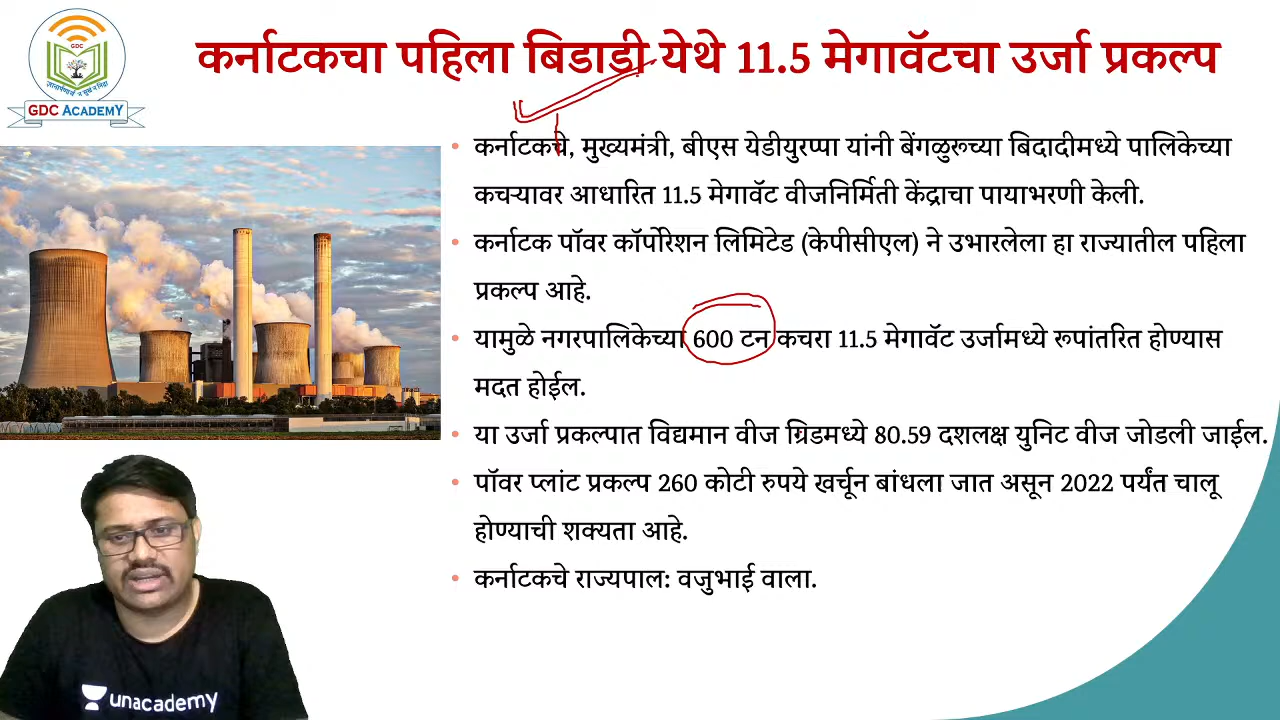 कर्नाटकचा पहिला बिडाडी येथे 11.5 मेगावॅटचा उर्जा प्रकल्प
GDC
GDC ACADEMY
• कर्नाटकचे, मुख्यमंत्री, बीएस येडीयुरप्पा यांनी बेंगळुरूच्या बिदादीमध्ये पालिकेच्या
कचऱ्यावर आधारित 11.5 मेगावॅट वीजनिर्मिती केंद्राचा पायाभरणी केली.
• कर्नाटक पॉवर कॉर्पोरेशन लिमिटेड (केपीसीएल) ने उभारलेला हा राज्यातील पहिला
प्रकल्प आहे.
• यामुळे नगरपालिकेच्या 600 टन कचरा 11.5 मेगावॅट उर्जामध्ये रूपांतरित होण्यास
मदत होईल.
• या उर्जा प्रकल्पात विद्यमान वीज ग्रिडमध्ये 80.59 दशलक्ष युनिट वीज जोडली जाईल.
• पॉवर प्लांट प्रकल्प 260 कोटी रुपये खर्चून बांधला जात असून 2022 पर्यंत चालू
होण्याची शक्यता आहे.
• कर्नाटकचे राज्यपाल: वजुभाई वाला.
unacademy